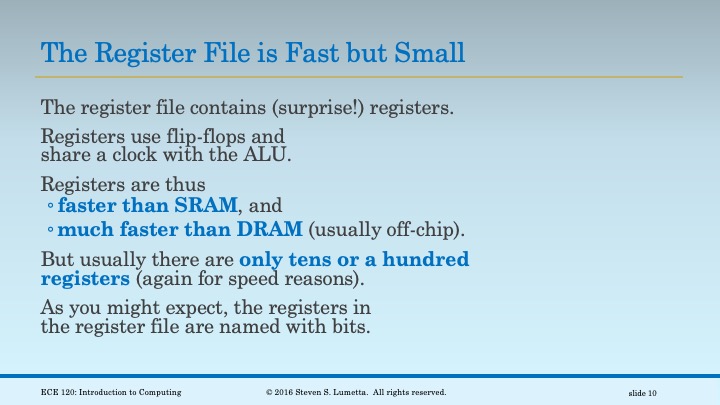 The Register File is Fast but Small
The register file contains (surprise!) registers.
Registers use flip-flops and
share a clock with the ALU.
Registers are thus
◦faster than SRAM, and
◦much faster than DRAM (usually off-chip).
But usually there are only tens or a hundred
registers (again for speed reasons).
As you might expect, the registers in
the register file are named with bits.
ECE 120: Introduction to Computing
© 2016 Steven S. Lumetta.  All rights reserved.
slide 10